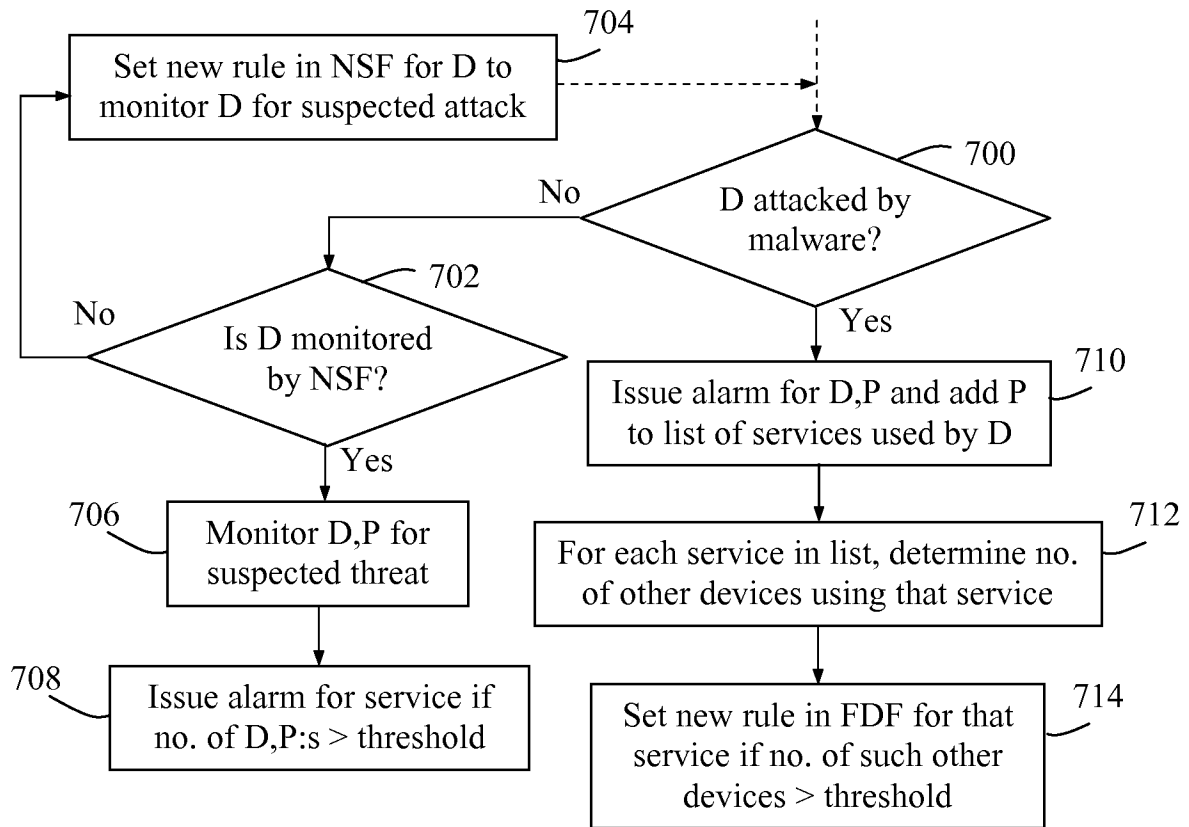 704
Set new rule in NSF for D to
monitor D for suspected attack
700
No
D attacked by
malware?
702
No
Is D monitored
by NSF?
Yes
Yes
710
Issue alarm for D,P and add P
to list of services used by D
706
Monitor D,P for
suspected threat
712
For each service in list, determine no.
of other devices using that service
708
Issue alarm for service if
no. of D,P:s > threshold
714
Set new rule in FDF for that
service if no. of such other
devices > threshold